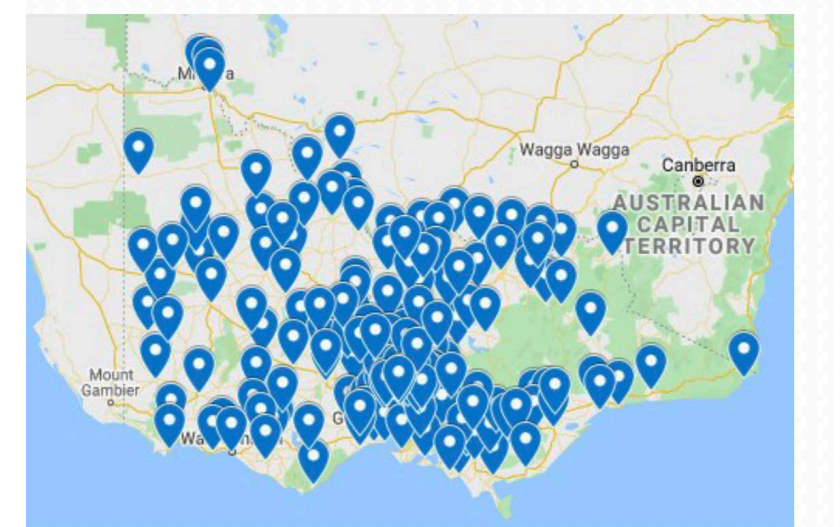 Wagga Wagga
Canberra
AUSTRALIAN
CAPITAL
TERRITORY
Mount
Gambier